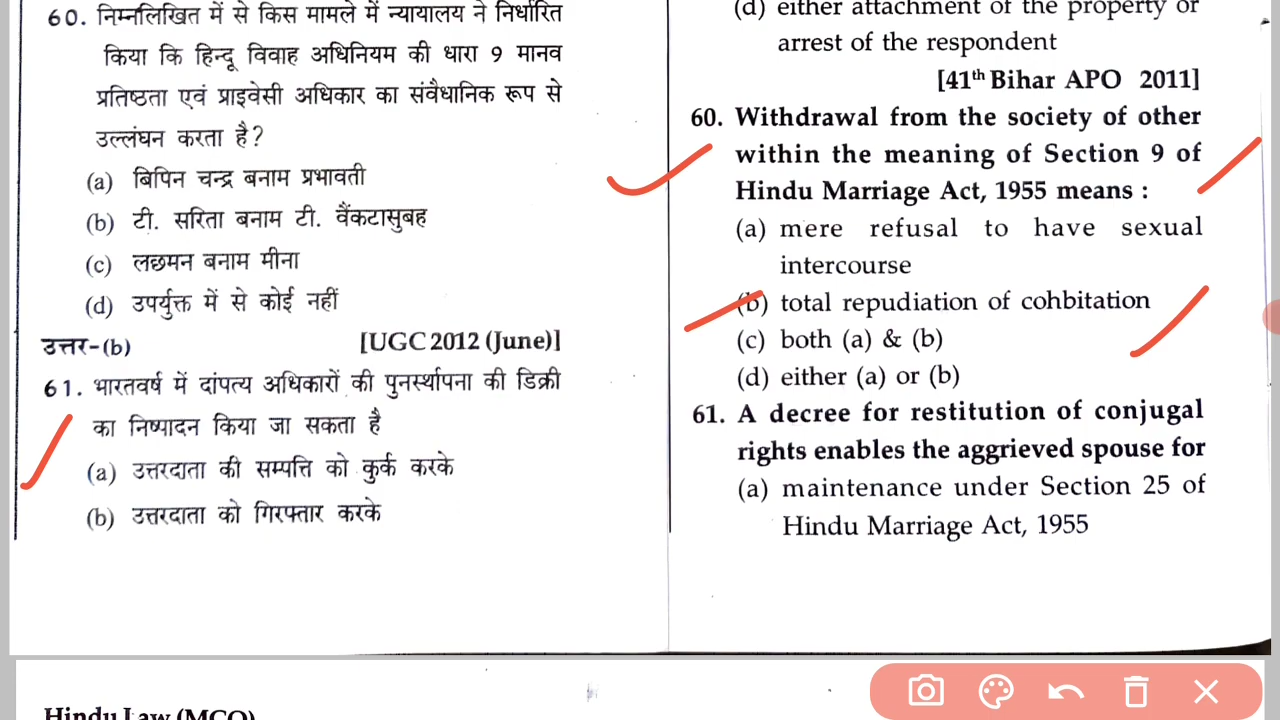 60. निम्नलिखित में से किस मामले में न्यायालय ने निर्धारित
किया कि हिन्दू विवाह अधिनियम की धारा 9 मानव
प्रतिष्ठता एवं प्राइवेसी अधिकार का संवैधानिक रूप से
उल्लंघन करता है?
(a) बिपिन चन्द्र बनाम प्रभावती
(b) टी. सरिता बनाम टी. वैंकटासुबह
(c) लछमन बनाम मीना
(d) उपर्युक्त में से कोई नहीं
उत्तर-(b) [UGC 2012 (June)]
61. भारतवर्ष में दांपत्य अधिकारों की पुनर्स्थापना की डिक्री
का निष्पादन किया जा सकता है
(a) उत्तरदाता की सम्पत्ति को कुर्क करके
(b) उत्तरदाता को गिरफ्तार करके
(d) either attachment of the property or
arrest of the respondent
[41th Bihar APO 2011]
60. Withdrawal from the society of other
within the meaning of Section 9 of
Hindu Marriage Act, 1955 means :
(a) mere refusal to have sexual
intercourse
(b) total repudiation of cohbitation
(c) both (a) & (b)
(d) either (a) or (b)
61. A decree for restitution of conjugal
rights enables the aggrieved spouse for
(a) maintenance under Section 25 of
Hindu Marriage Act, 1955
Hindu Law (MCQ)